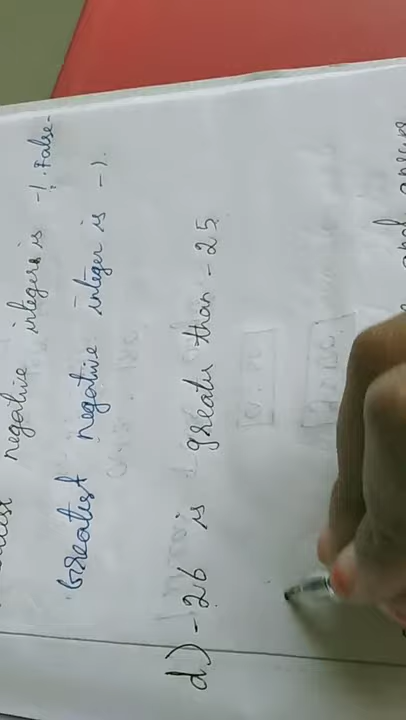 negative integers is -1. False-
Greatest negative integer is -1.
d) -26 is greater than -25.